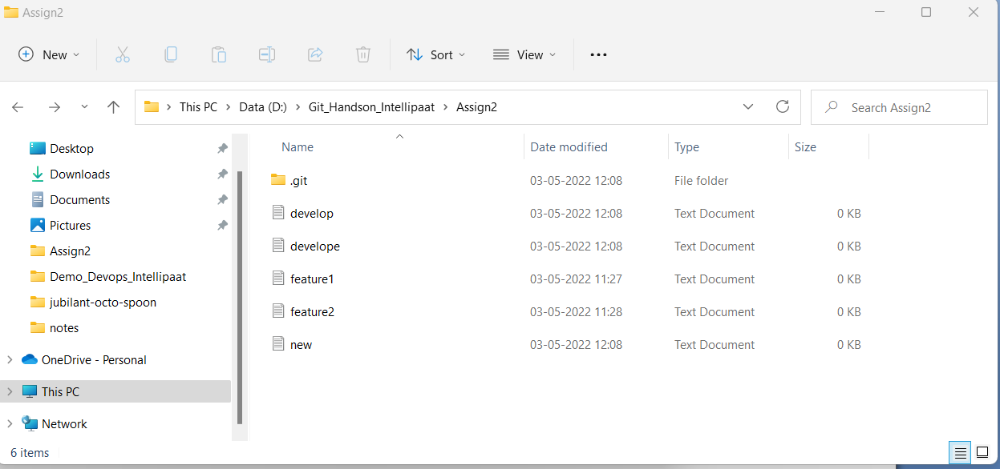 Assign2
New Sort View
This PC Data (D:) Git_Handson_Intellipaat Assign2 Search Assign2
Desktop
Downloads
Documents
Pictures
Assign2
Demo_Devops_Intellipaat
jubilant-octo-spoon
notes
OneDrive - Personal
This PC
Network
Name Date modified Type Size
.git 03-05-2022 12:08 File folder
develop 03-05-2022 12:08 Text Document 0 KB
develope 03-05-2022 12:08 Text Document 0 KB
feature1 03-05-2022 11:27 Text Document 0 KB
feature2 03-05-2022 11:28 Text Document 0 KB
new 03-05-2022 12:08 Text Document 0 KB
6 items